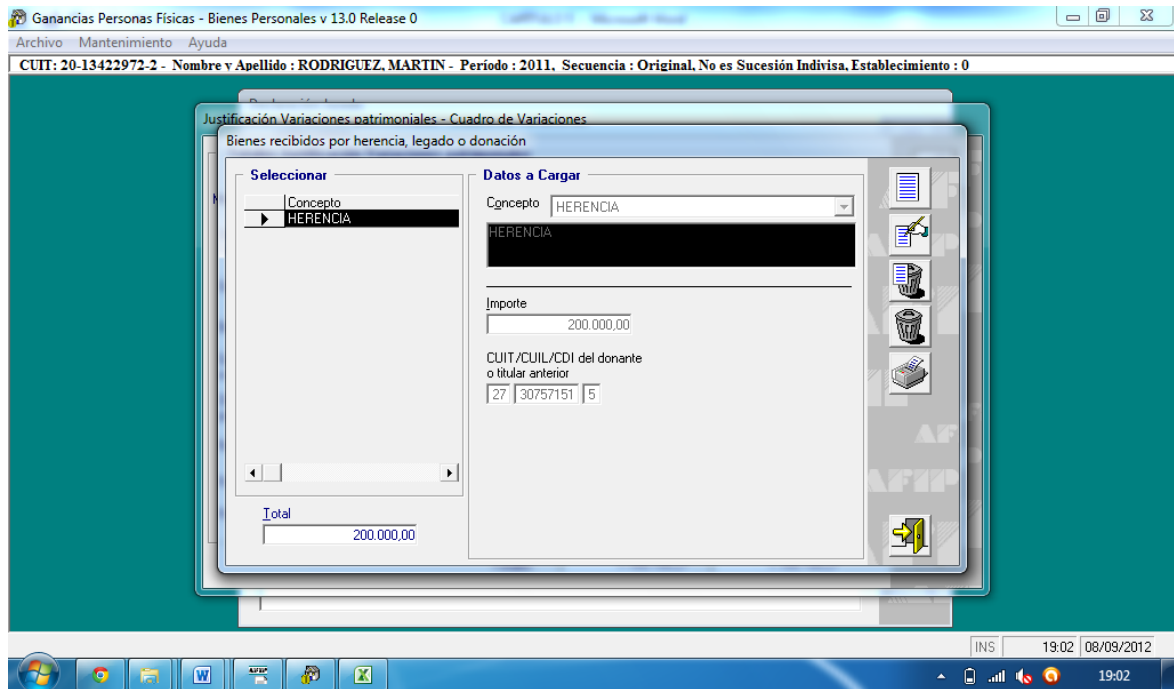 Ganancias Personas Físicas - Bienes Personales v 13.0 Release 0
Archivo Mantenimiento Ayuda
CUIT: 20-13422972-2 - Nombre y Apellido : RODRIGUEZ, MARTIN - Período : 2011, Secuencia : Original, No es Sucesión Indivisa, Establecimiento : 0
Justificación Variaciones patrimoniales - Cuadro de Variaciones
Bienes recibidos por herencia, legado o donación
Seleccionar
Concepto
HERENCIA
Total
200.000,00
Datos a Cargar
Concepto HERENCIA
HERENCIA
Importe
200.000,00
CUIT/CUIL/CDI del donante
o titular anterior
27 30757151 5
AFIP
INS 19:02 08/09/2012
19:02